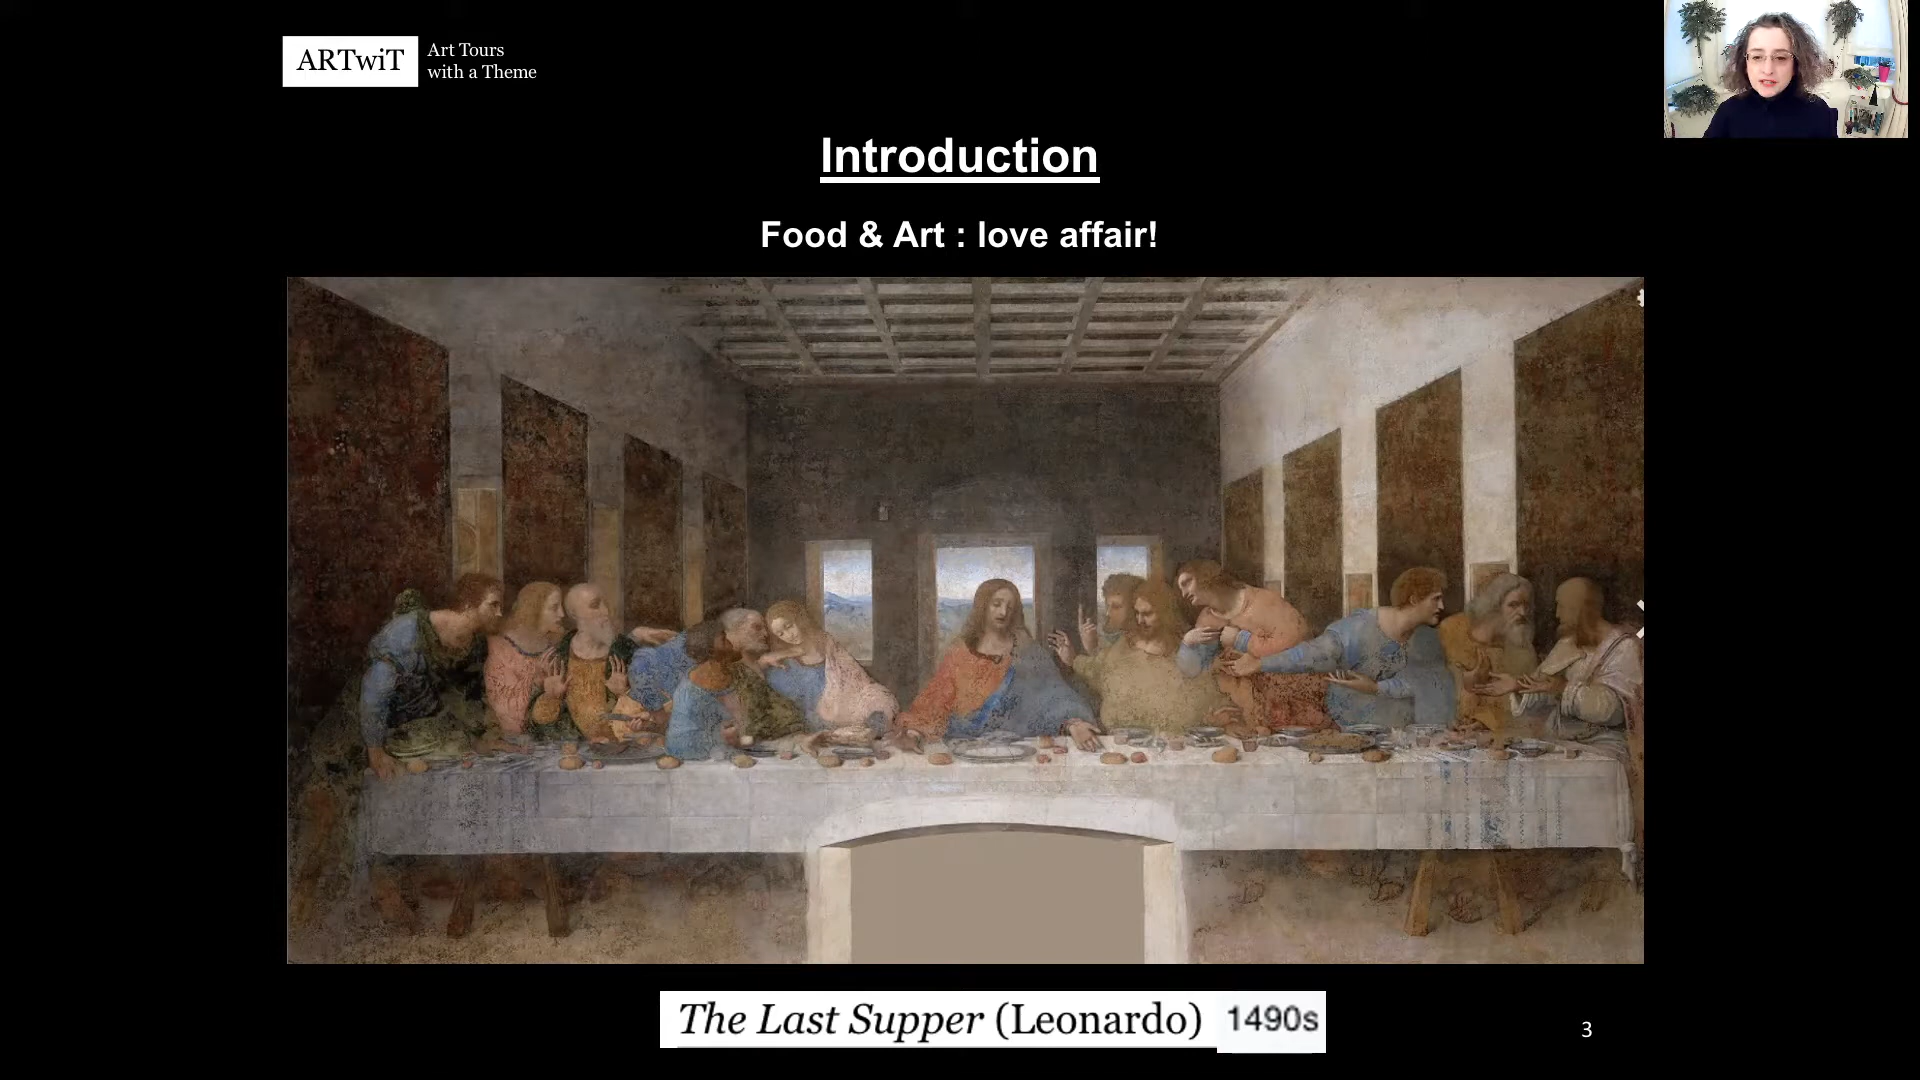 ARTwiT
Art Tours
with a Theme
Introduction
Food & Art : love affair!
The Last Supper (Leonardo) 1490s
3